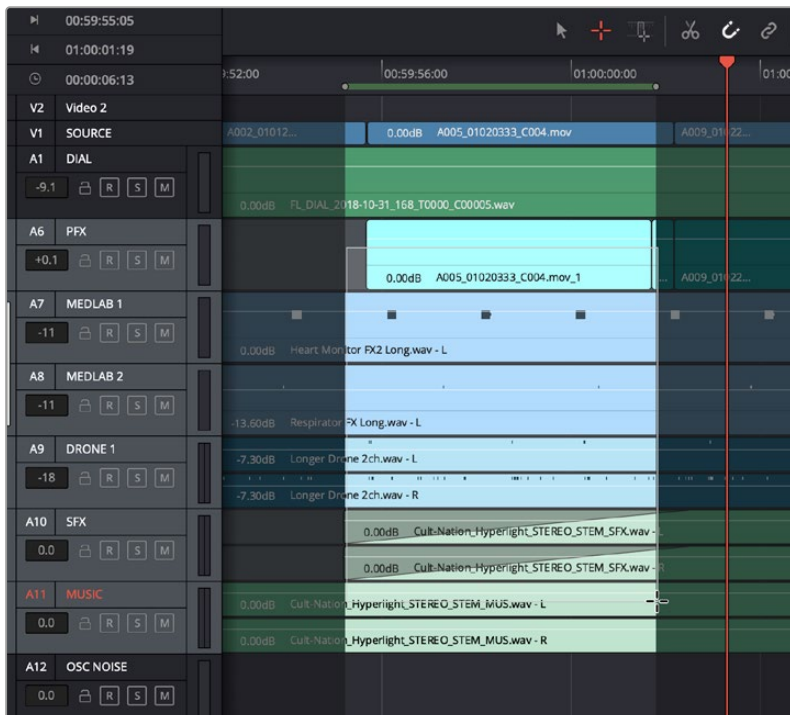 00:59:55:05
01:00:01:19
00:00:06:13
9:52:00 00:59:56:00 01:00:00:00 01:00
V2 Video 2
V1 SOURCE A002_01012... 0.00dB A005_01020333_C004.mov A009_01022...
A1 DIAL
-9.1 R S M
0.00dB FL_DIAL_2018-10-31_168_T0000_C00005.wav
A6 PFX
+0.1 R S M
0.00dB A005_01020333_C004.mov_1 ... A009_01022...
A7 MEDLAB 1
-11 R S M
0.00dB Heart Monitor FX2 Long.wav - L
A8 MEDLAB 2
-11 R S M
-13.60dB Respirator FX Long.wav - L
A9 DRONE 1
-7.30dB Longer Drone 2ch.wav - L
-18 R S M
-7.30dB Longer Drone 2ch.wav - R
A10 SFX
0.00dB Cult-Nation_Hyperlight_STEREO_STEM_SFX.wav - L
0.0 R S M
0.00dB Cult-Nation_Hyperlight_STEREO_STEM_SFX.wav - R
A11 MUSIC
0.00dB Cult-Nation_Hyperlight_STEREO_STEM_MUS.wav - L
0.0 R S M
0.00dB Cult-Nation_Hyperlight_STEREO_STEM_MUS.wav - R
A12 OSC NOISE
0.0 R S M